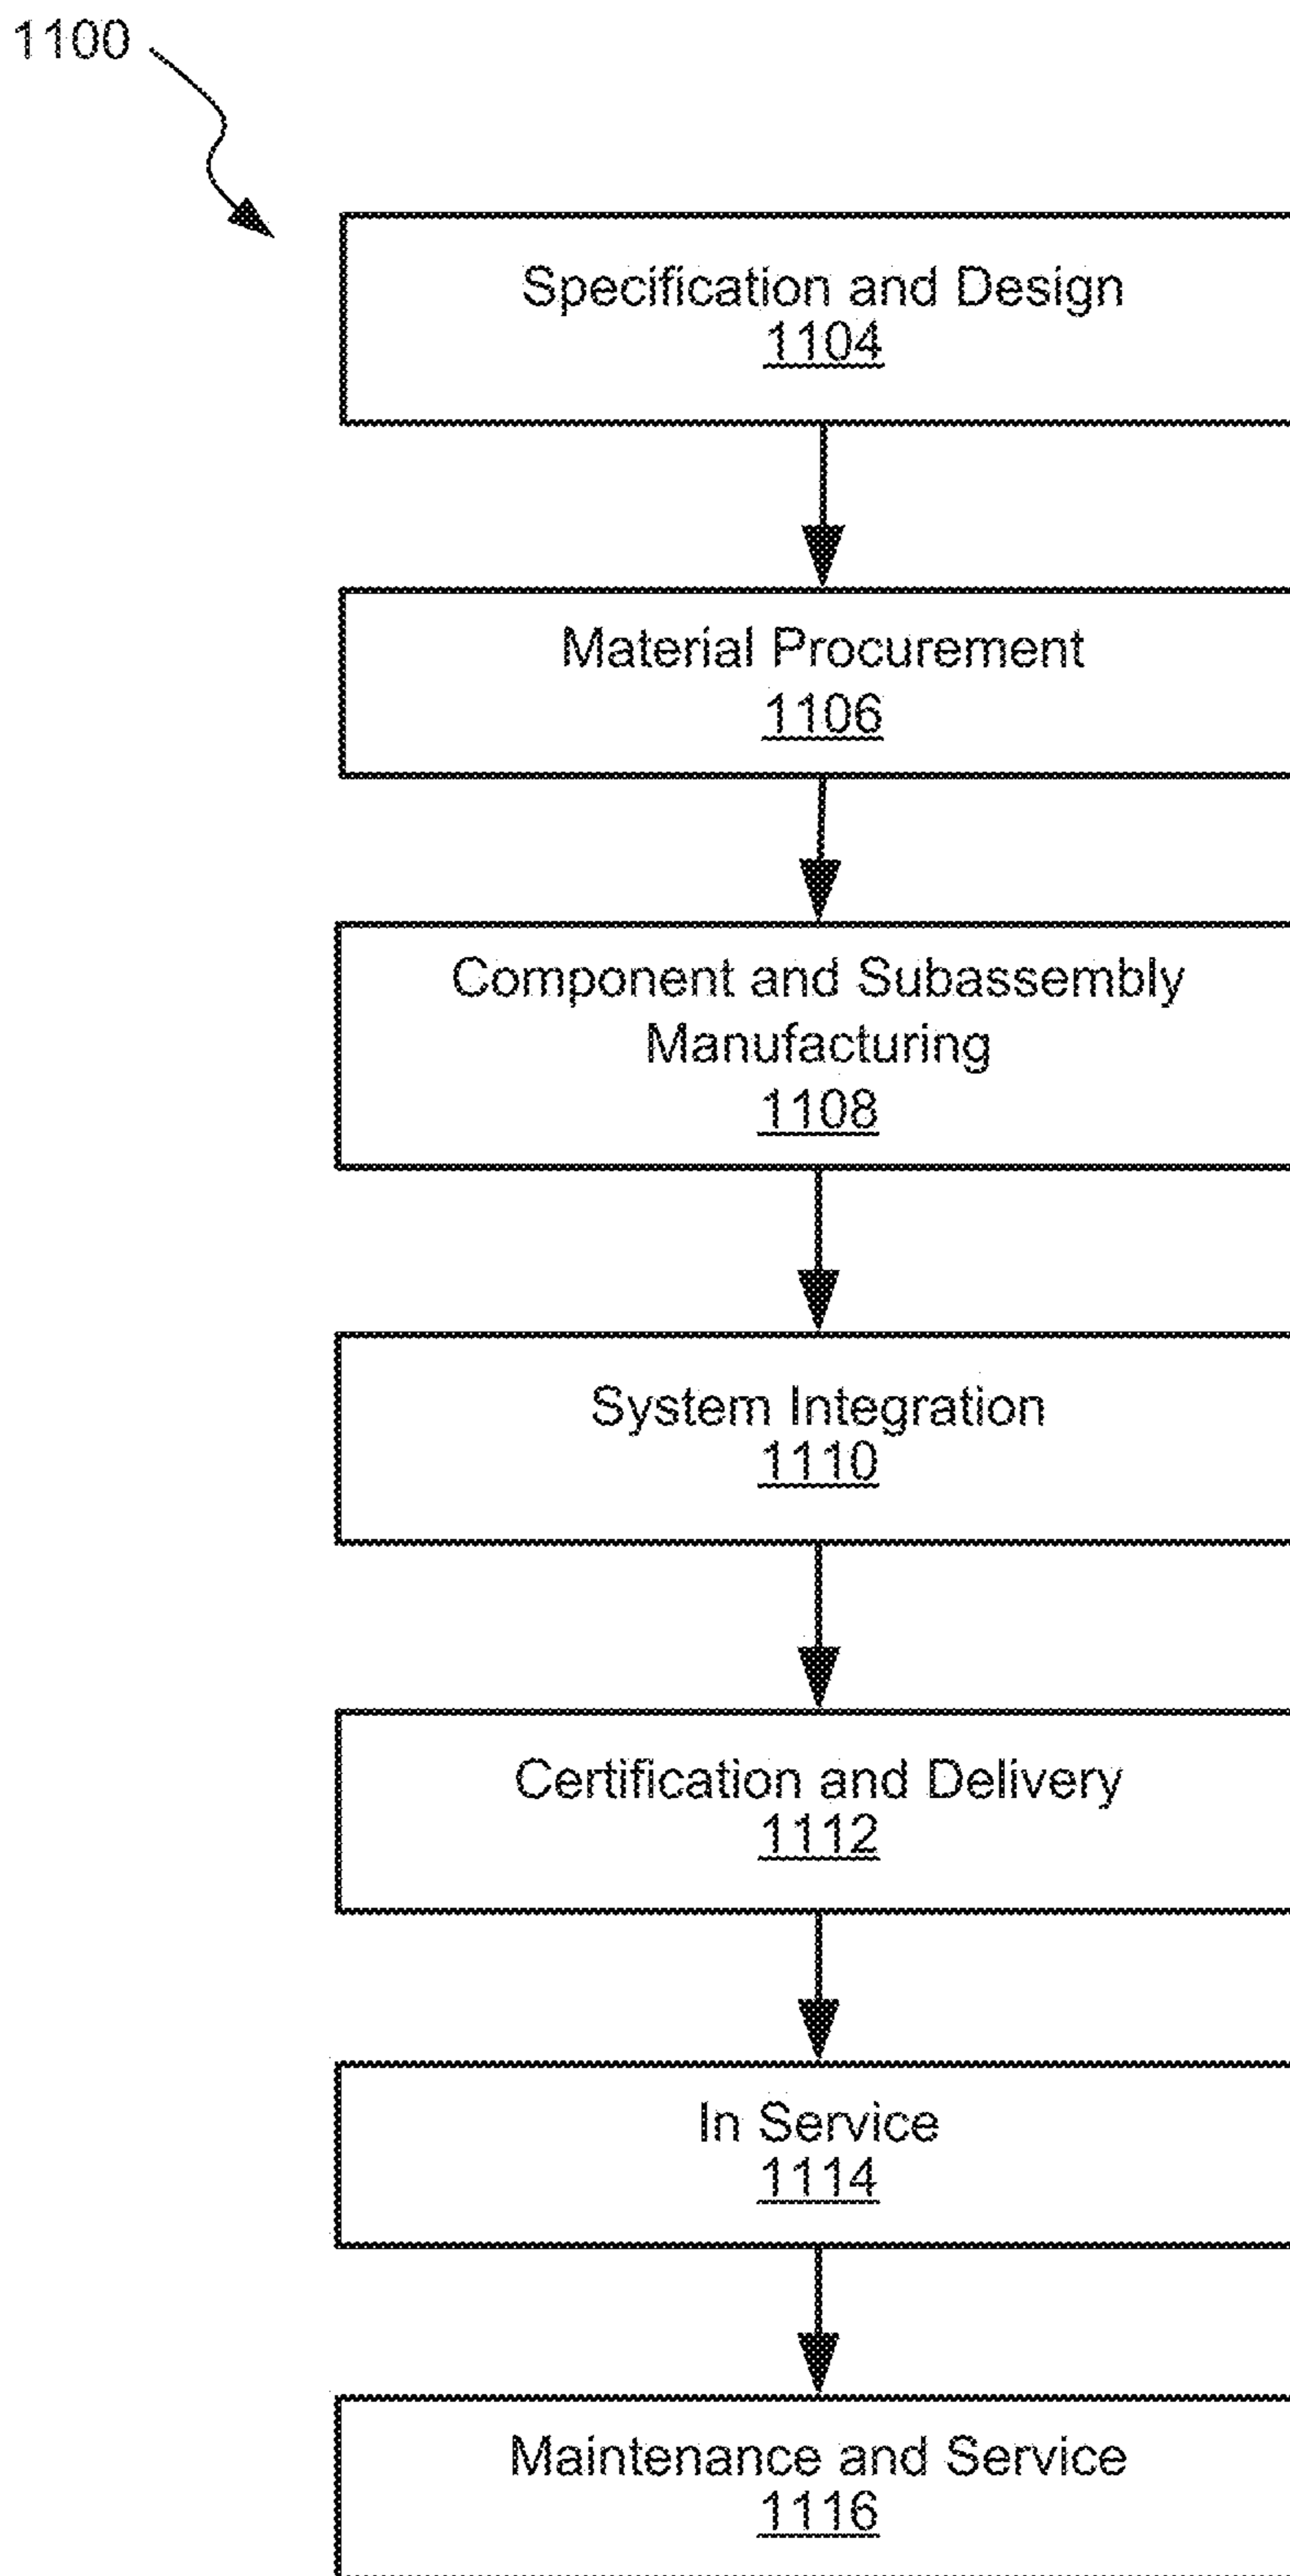 1100
Specification and Design
1104
Material Procurement
1106
Component and Subassembly
Manufacturing
1108
System Integration
1110
Certification and Delivery
1112
In Service
1114
Maintenance and Service
1116